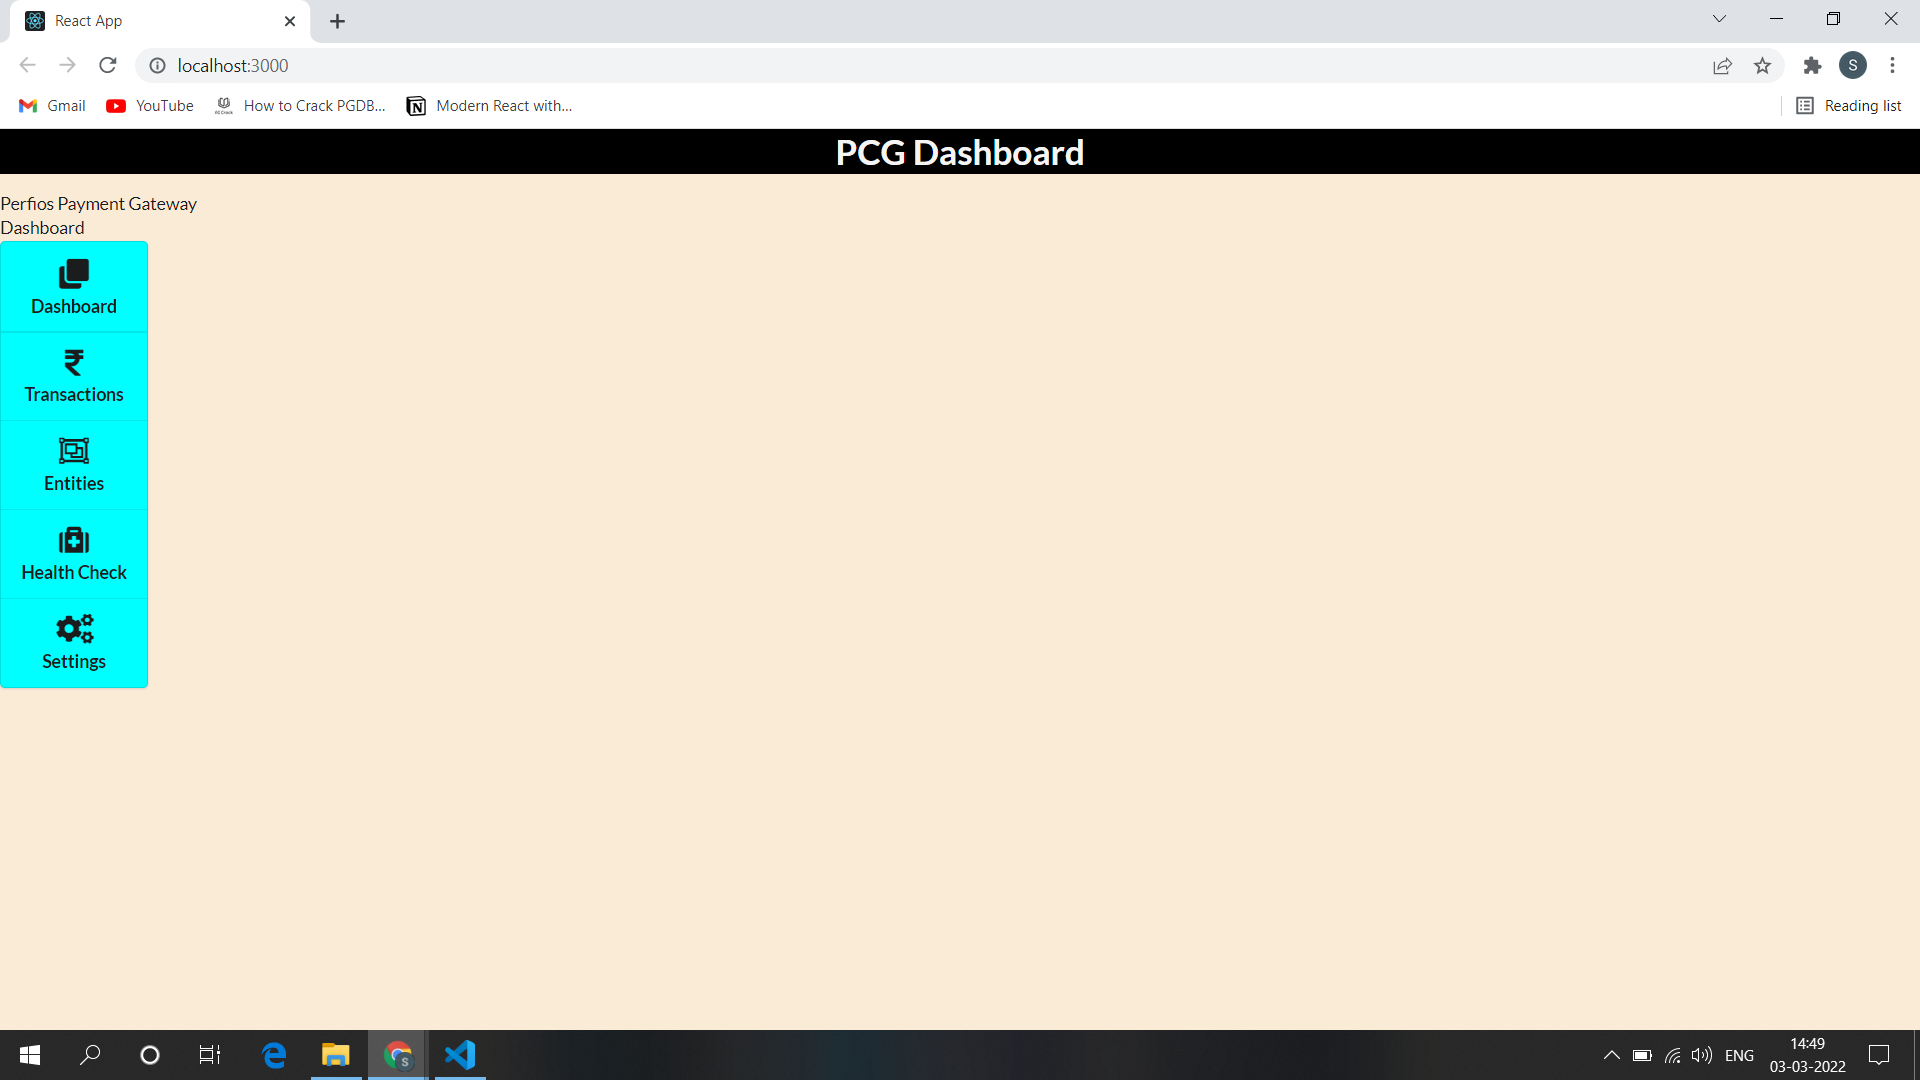 React App
localhost:3000
S
Gmail
YouTube
How to Crack PGDB...
Modern React with...
Reading list
PCG Dashboard
Perfios Payment Gateway
Dashboard
Dashboard
Transactions
Entities
Health Check
Settings
S
ENG
14:49
03-03-2022